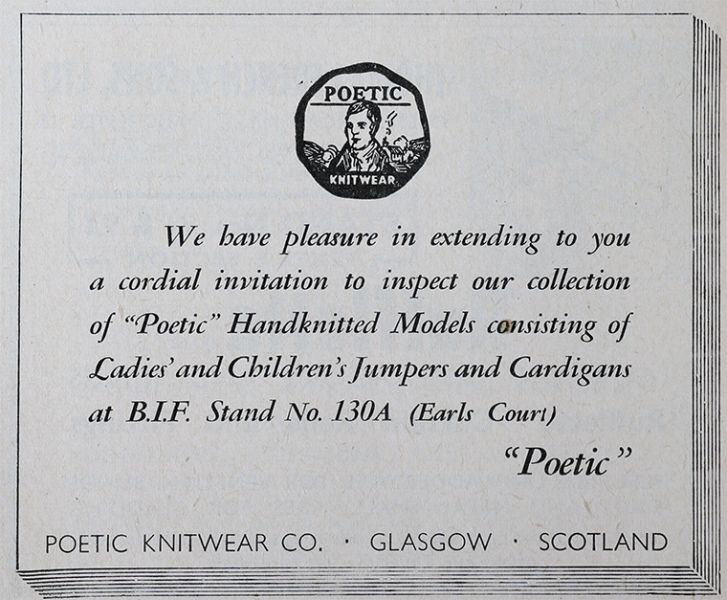 POETIC
KNITWEAR
We have pleasure in extending to you
a cordial invitation to inspect our collection
of “Poetic” Handknitted Models consisting of
Ladies' and Children's Jumpers and Cardigans
at B.I.F. Stand No. 130A (Earls Court)
“Poetic”
POETIC KNITWEAR CO. · GLASGOW · SCOTLAND